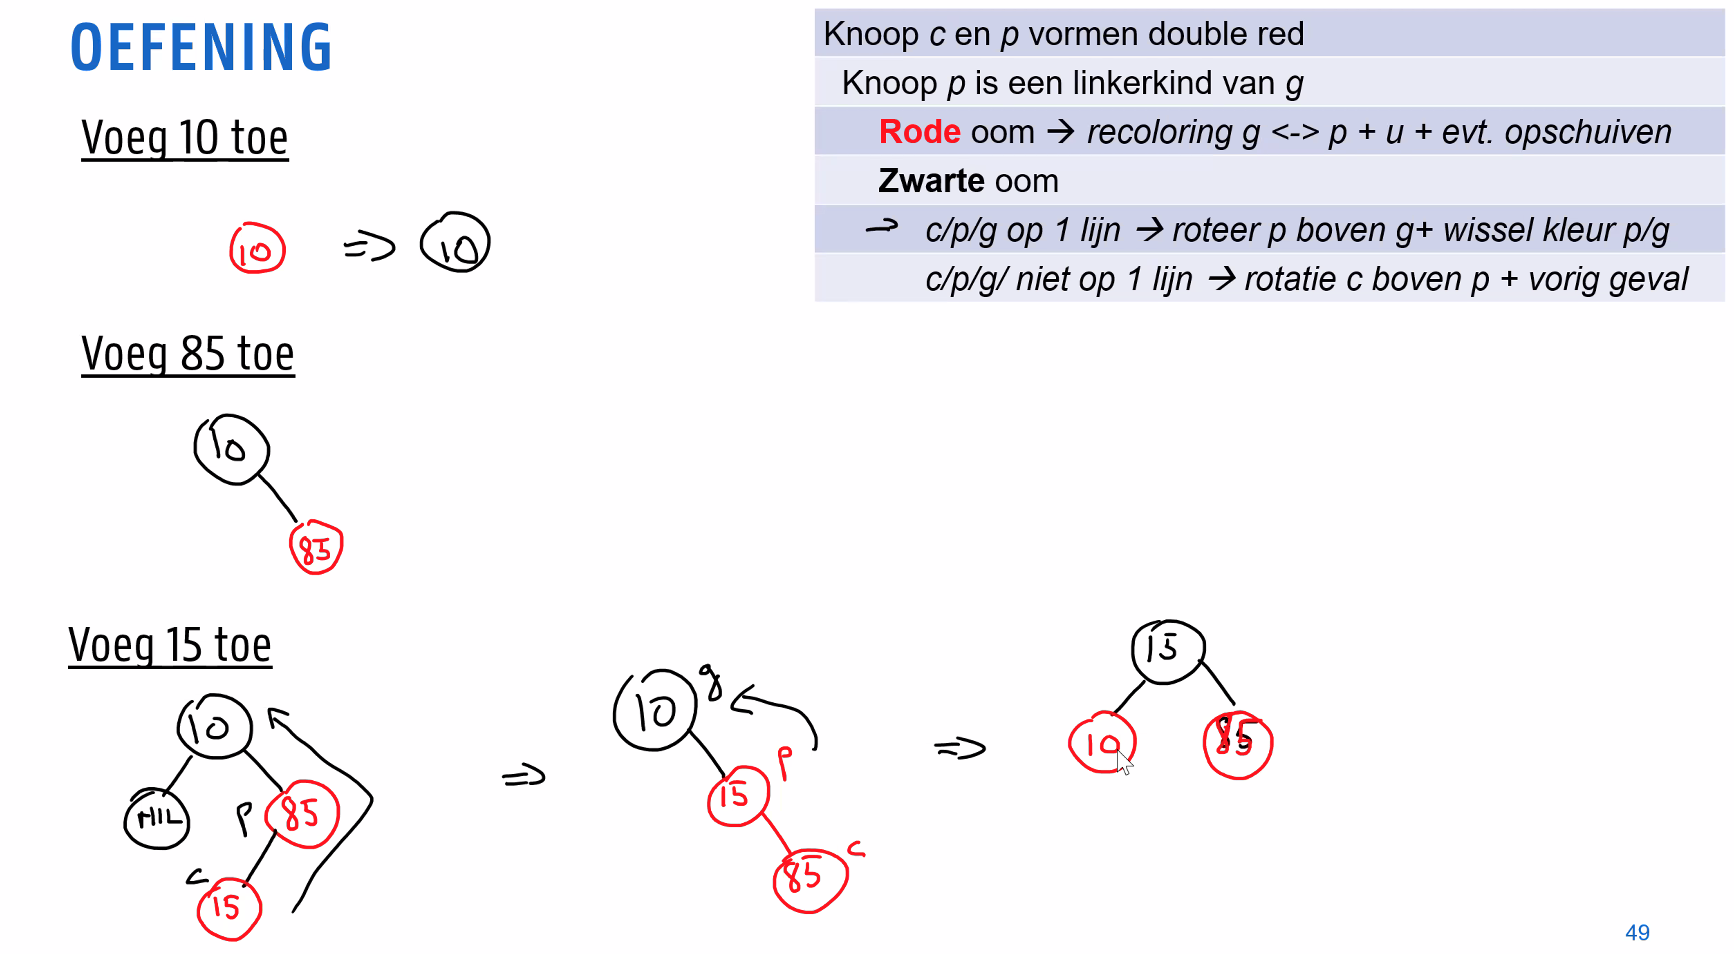 OEFENING
Knoop c en p vormen double red
Knoop p is een linkerkind van g
Rode oom → recoloring g <-> p + u + evt. opschuiven
Zwarte oom
c/p/g op 1 lijn → roteer p boven g+ wissel kleur p/g
c/p/g/ niet op 1 lijn → rotatie c boven p + vorig geval
Voeg 10 toe
10 => 10
Voeg 85 toe
10
85
Voeg 15 toe
10
NIL p 85
c 15
=>
10 g
15 p
85 c
=>
15
10 85
49